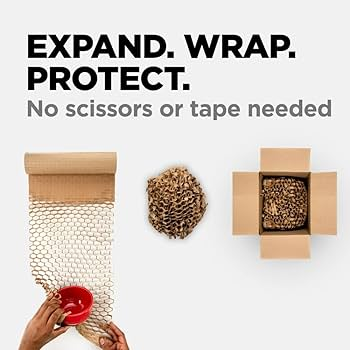 EXPAND. WRAP.
PROTECT.
No scissors or tape needed